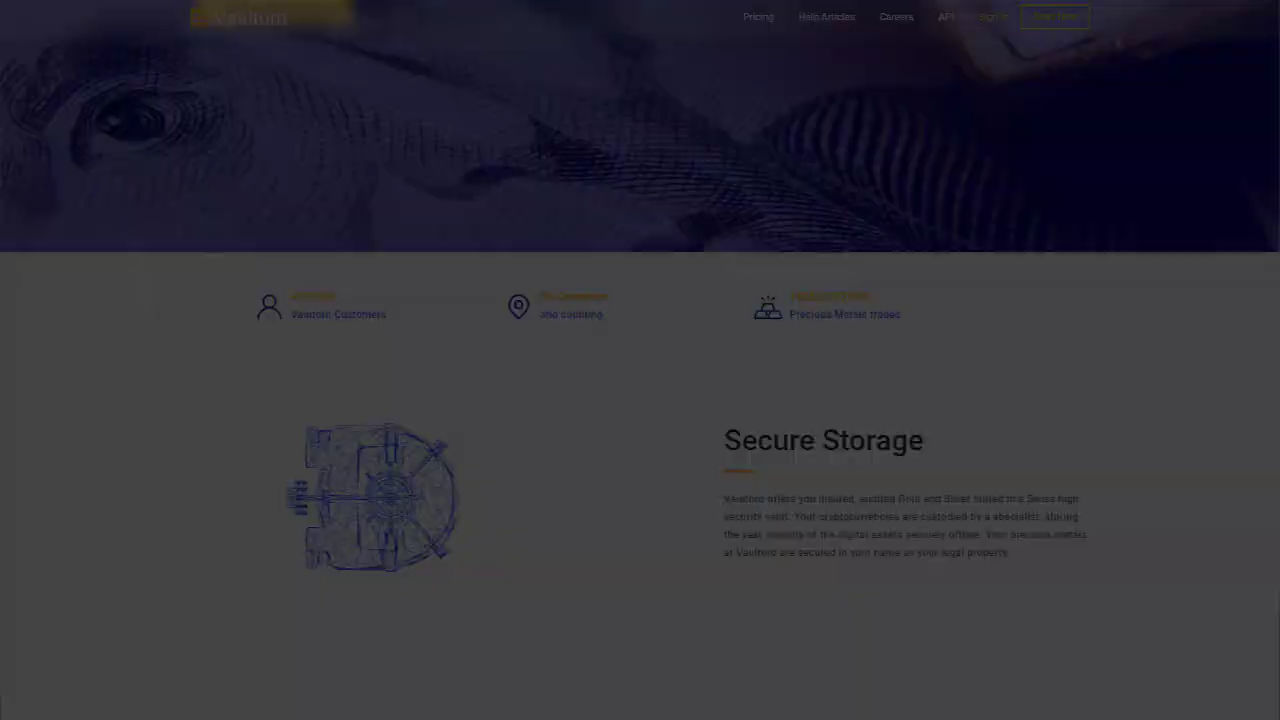 Vaultoro
Pricing Help Articles Careers API Sign In
Vaultoro Customers
and counting
Precious Metals traded
Secure Storage
Vaultoro offers you insured, audited Gold and Silver stored in a Swiss high
security vault. Your cryptocurrencies are custodied by a specialist, storing
the vast majority of the digital assets securely offline. Your precious metals
at Vaultoro are secured in your name as your legal property.